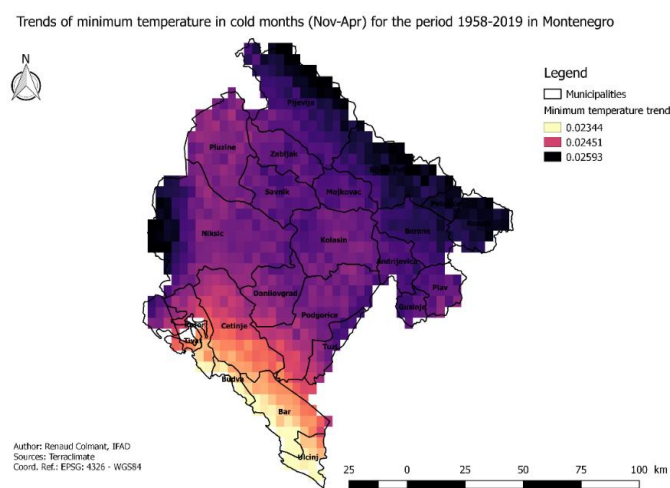 Trends of minimum temperature in cold months (Nov-Apr) for the period 1958-2019 in Montenegro
N
Legend
Municipalities
Minimum temperature trend
0.02344
0.02451
0.02593
Pljevlja
Pluzine
Zabljak
Savnik
Mojkovac
Niksic
Kolasin
Berane
Andrijevica
Plav
Gusinje
Danilovgrad
Podgorica
Cetinje
Tuzi
Kotor
Tivat
Budva
Bar
Ulcinj
Author: Renaud Colmant, IFAD
Sources: Terraclimate
Coord. Ref.: EPSG: 4326 - WGS84
25 0 25 50 75 100 km